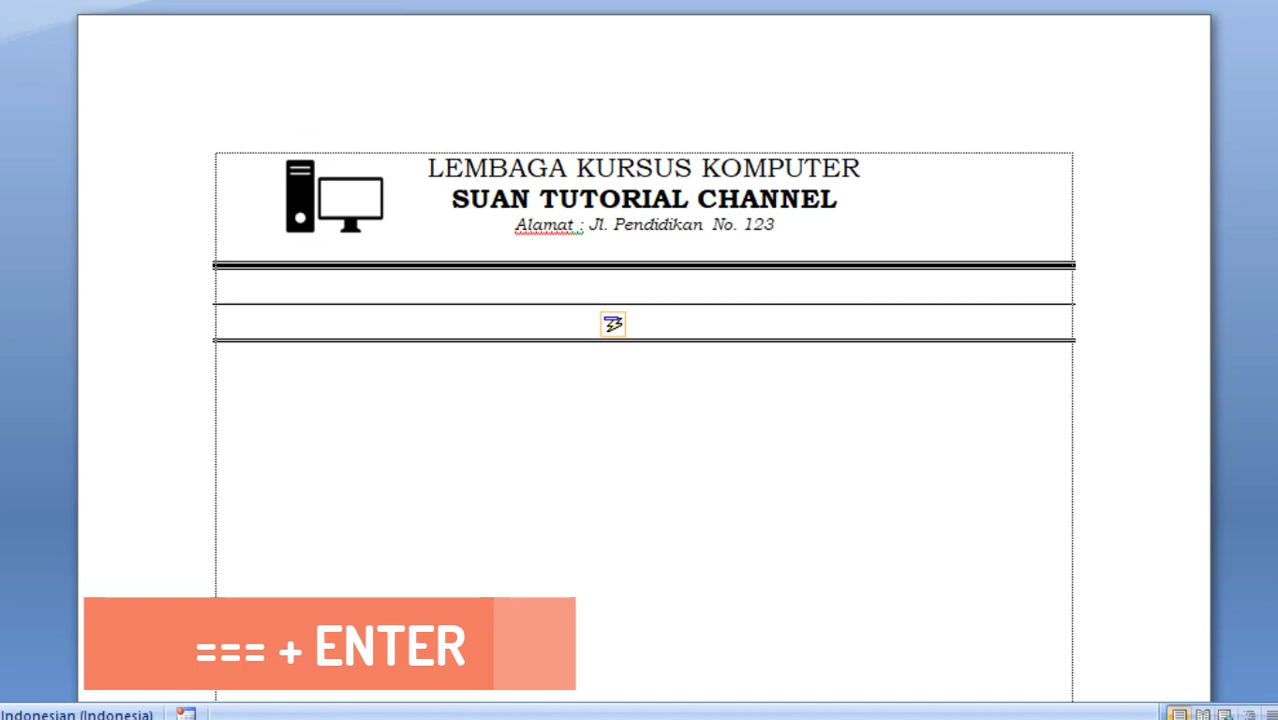 LEMBAGA KURSUS KOMPUTER
SUAN TUTORIAL CHANNEL
Alamat : Jl. Pendidikan No. 123
=== + ENTER
Indonesian (Indonesia)